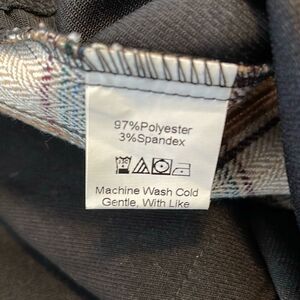 97%Polyester
3%Spandex
Machine Wash Cold
Gentle, With Like